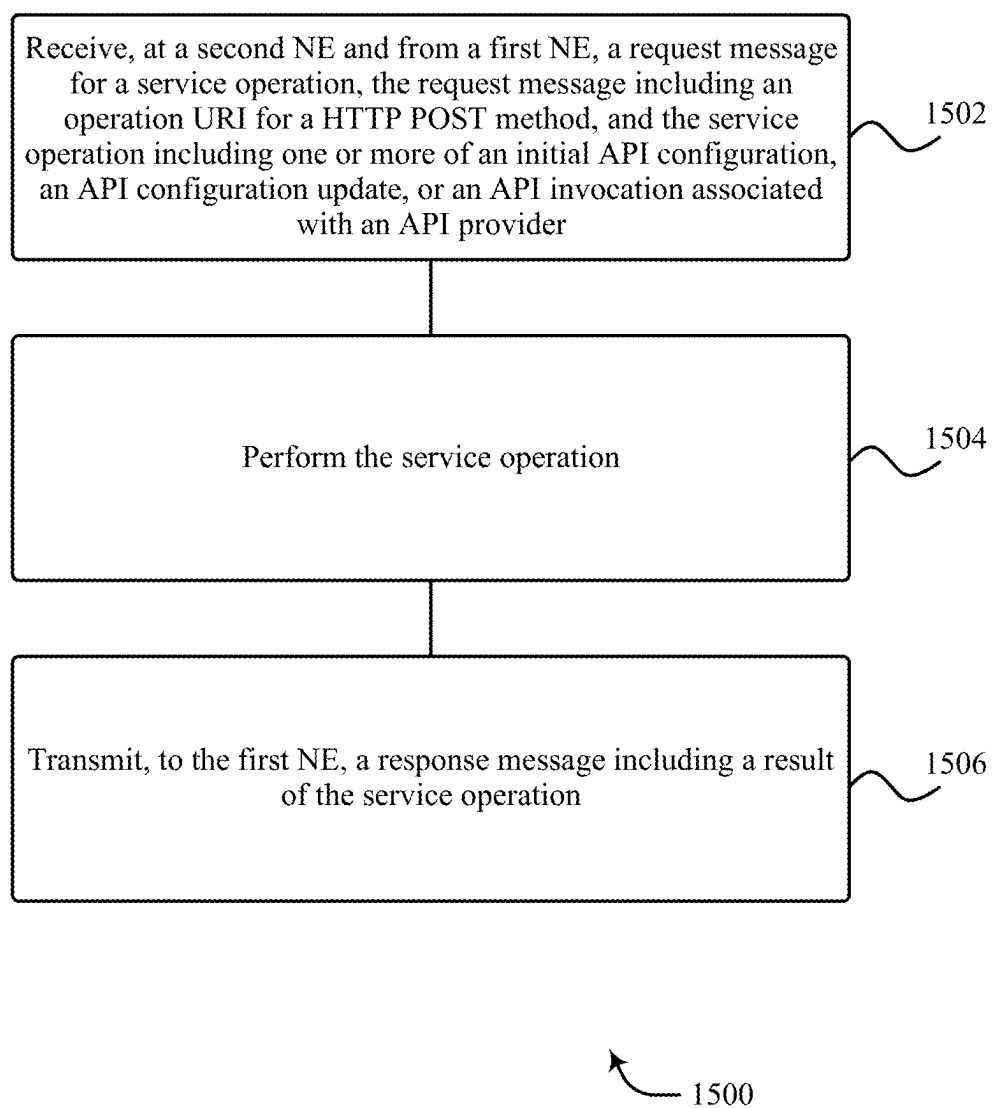 Receive, at a second NE and from a first NE, a request message
for a service operation, the request message including an
operation URI for a HTTP POST method, and the service
operation including one or more of an initial API configuration,
an API configuration update, or an API invocation associated
with an API provider
1502
Perform the service operation
1504
Transmit, to the first NE, a response message including a result
of the service operation
1506
1500